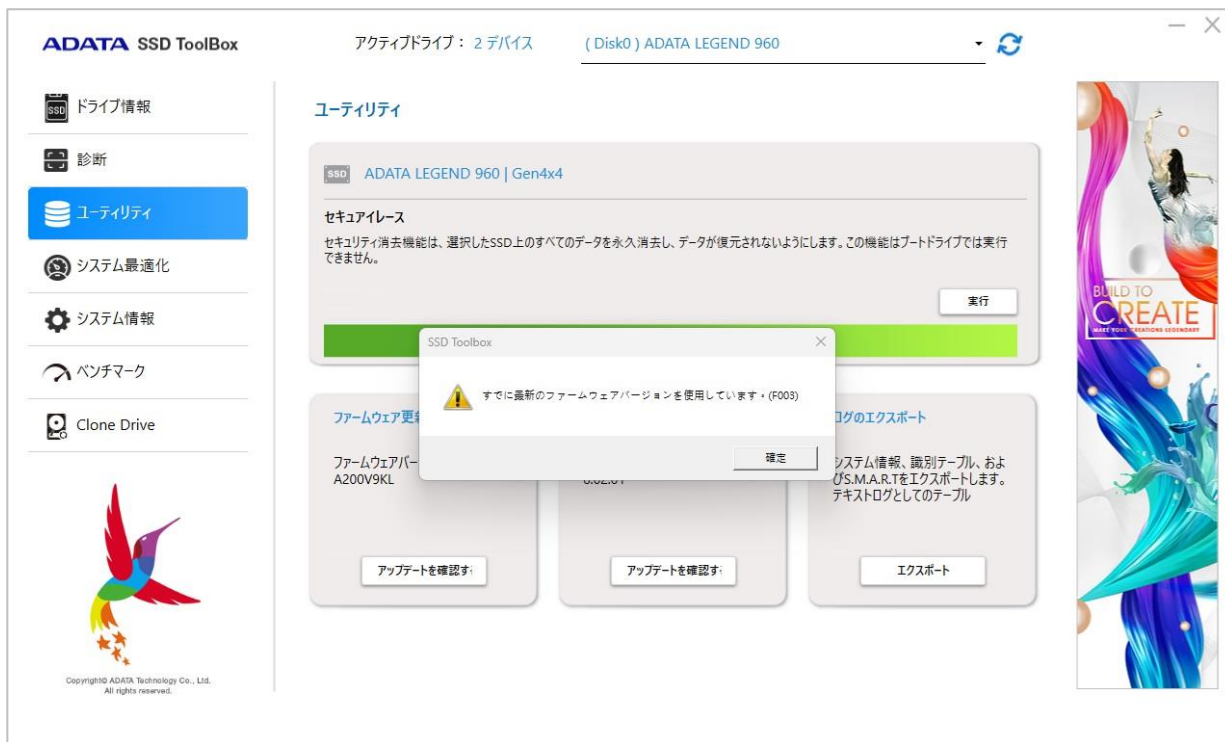 ADATA SSD ToolBox
アクティブドライブ： 2 デバイス
( Disk0 ) ADATA LEGEND 960
SSD ドライブ情報
診断
ユーティリティ
システム最適化
システム情報
ベンチマーク
Clone Drive
Copyright© ADATA Technology Co., Ltd.
All rights reserved.
ユーティリティ
SSD ADATA LEGEND 960 | Gen4x4
セキュアイレース
セキュリティ消去機能は、選択したSSD上のすべてのデータを永久消去し、データが復元されないようにします。この機能はブートドライブでは実行
できません。
実行
SSD Toolbox
すでに最新のファームウェアバージョンを使用しています。(F003)
確定
ファームウェア更
ファームウェアバー
A200V9KL
アップデートを確認す
アップデートを確認す
ログのエクスポート
システム情報、識別テーブル、およ
びS.M.A.R.Tをエクスポートします。
テキストログとしてのテーブル
エクスポート
BUILD TO
CREATE
MAKE YOUR CREATIONS LEGENDARY